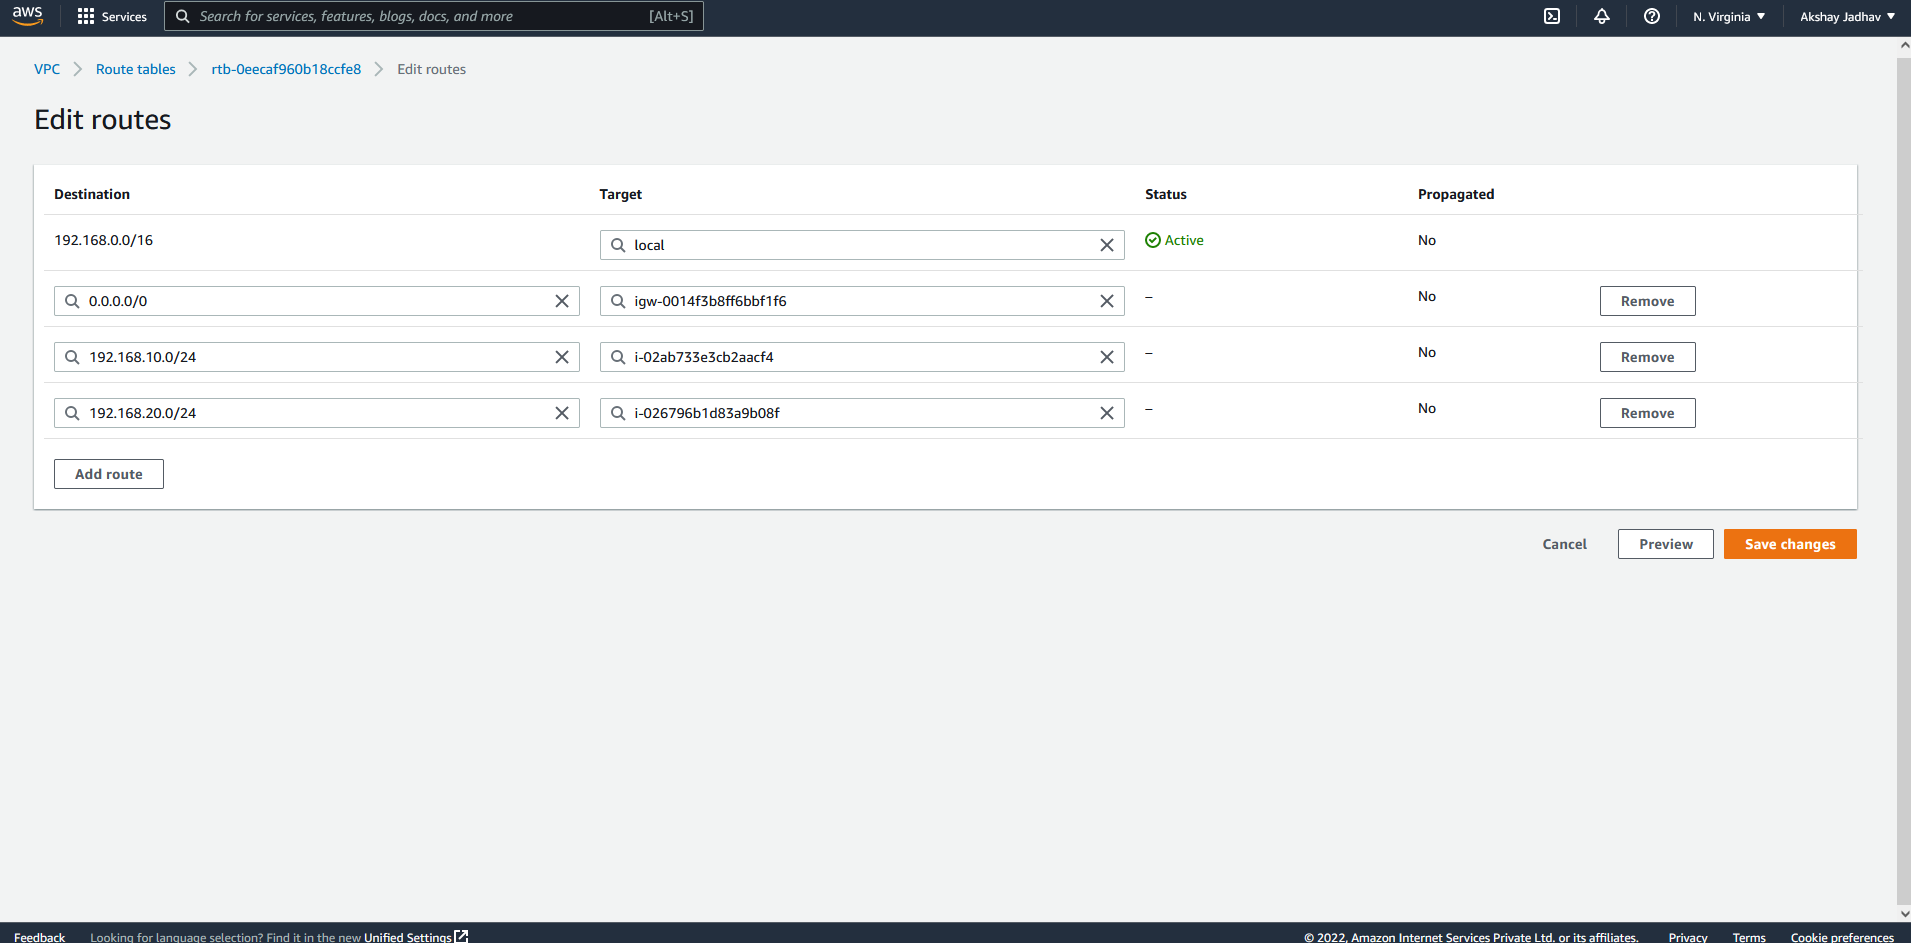 aws Services Search for services, features, blogs, docs, and more [Alt+S] N. Virginia Akshay Jadhav
VPC Route tables rtb-0eecaf960b18ccfe8 Edit routes
Edit routes
Destination Target Status Propagated
192.168.0.0/16 local Active No
0.0.0.0/0 igw-0014f3b8ff6bbf1f6 – No Remove
192.168.10.0/24 i-02ab733e3cb2aacf4 – No Remove
192.168.20.0/24 i-026796b1d83a9b08f – No Remove
Add route
Cancel Preview Save changes
Feedback Looking for language selection? Find it in the new Unified Settings © 2022, Amazon Internet Services Private Ltd. or its affiliates. Privacy Terms Cookie preferences